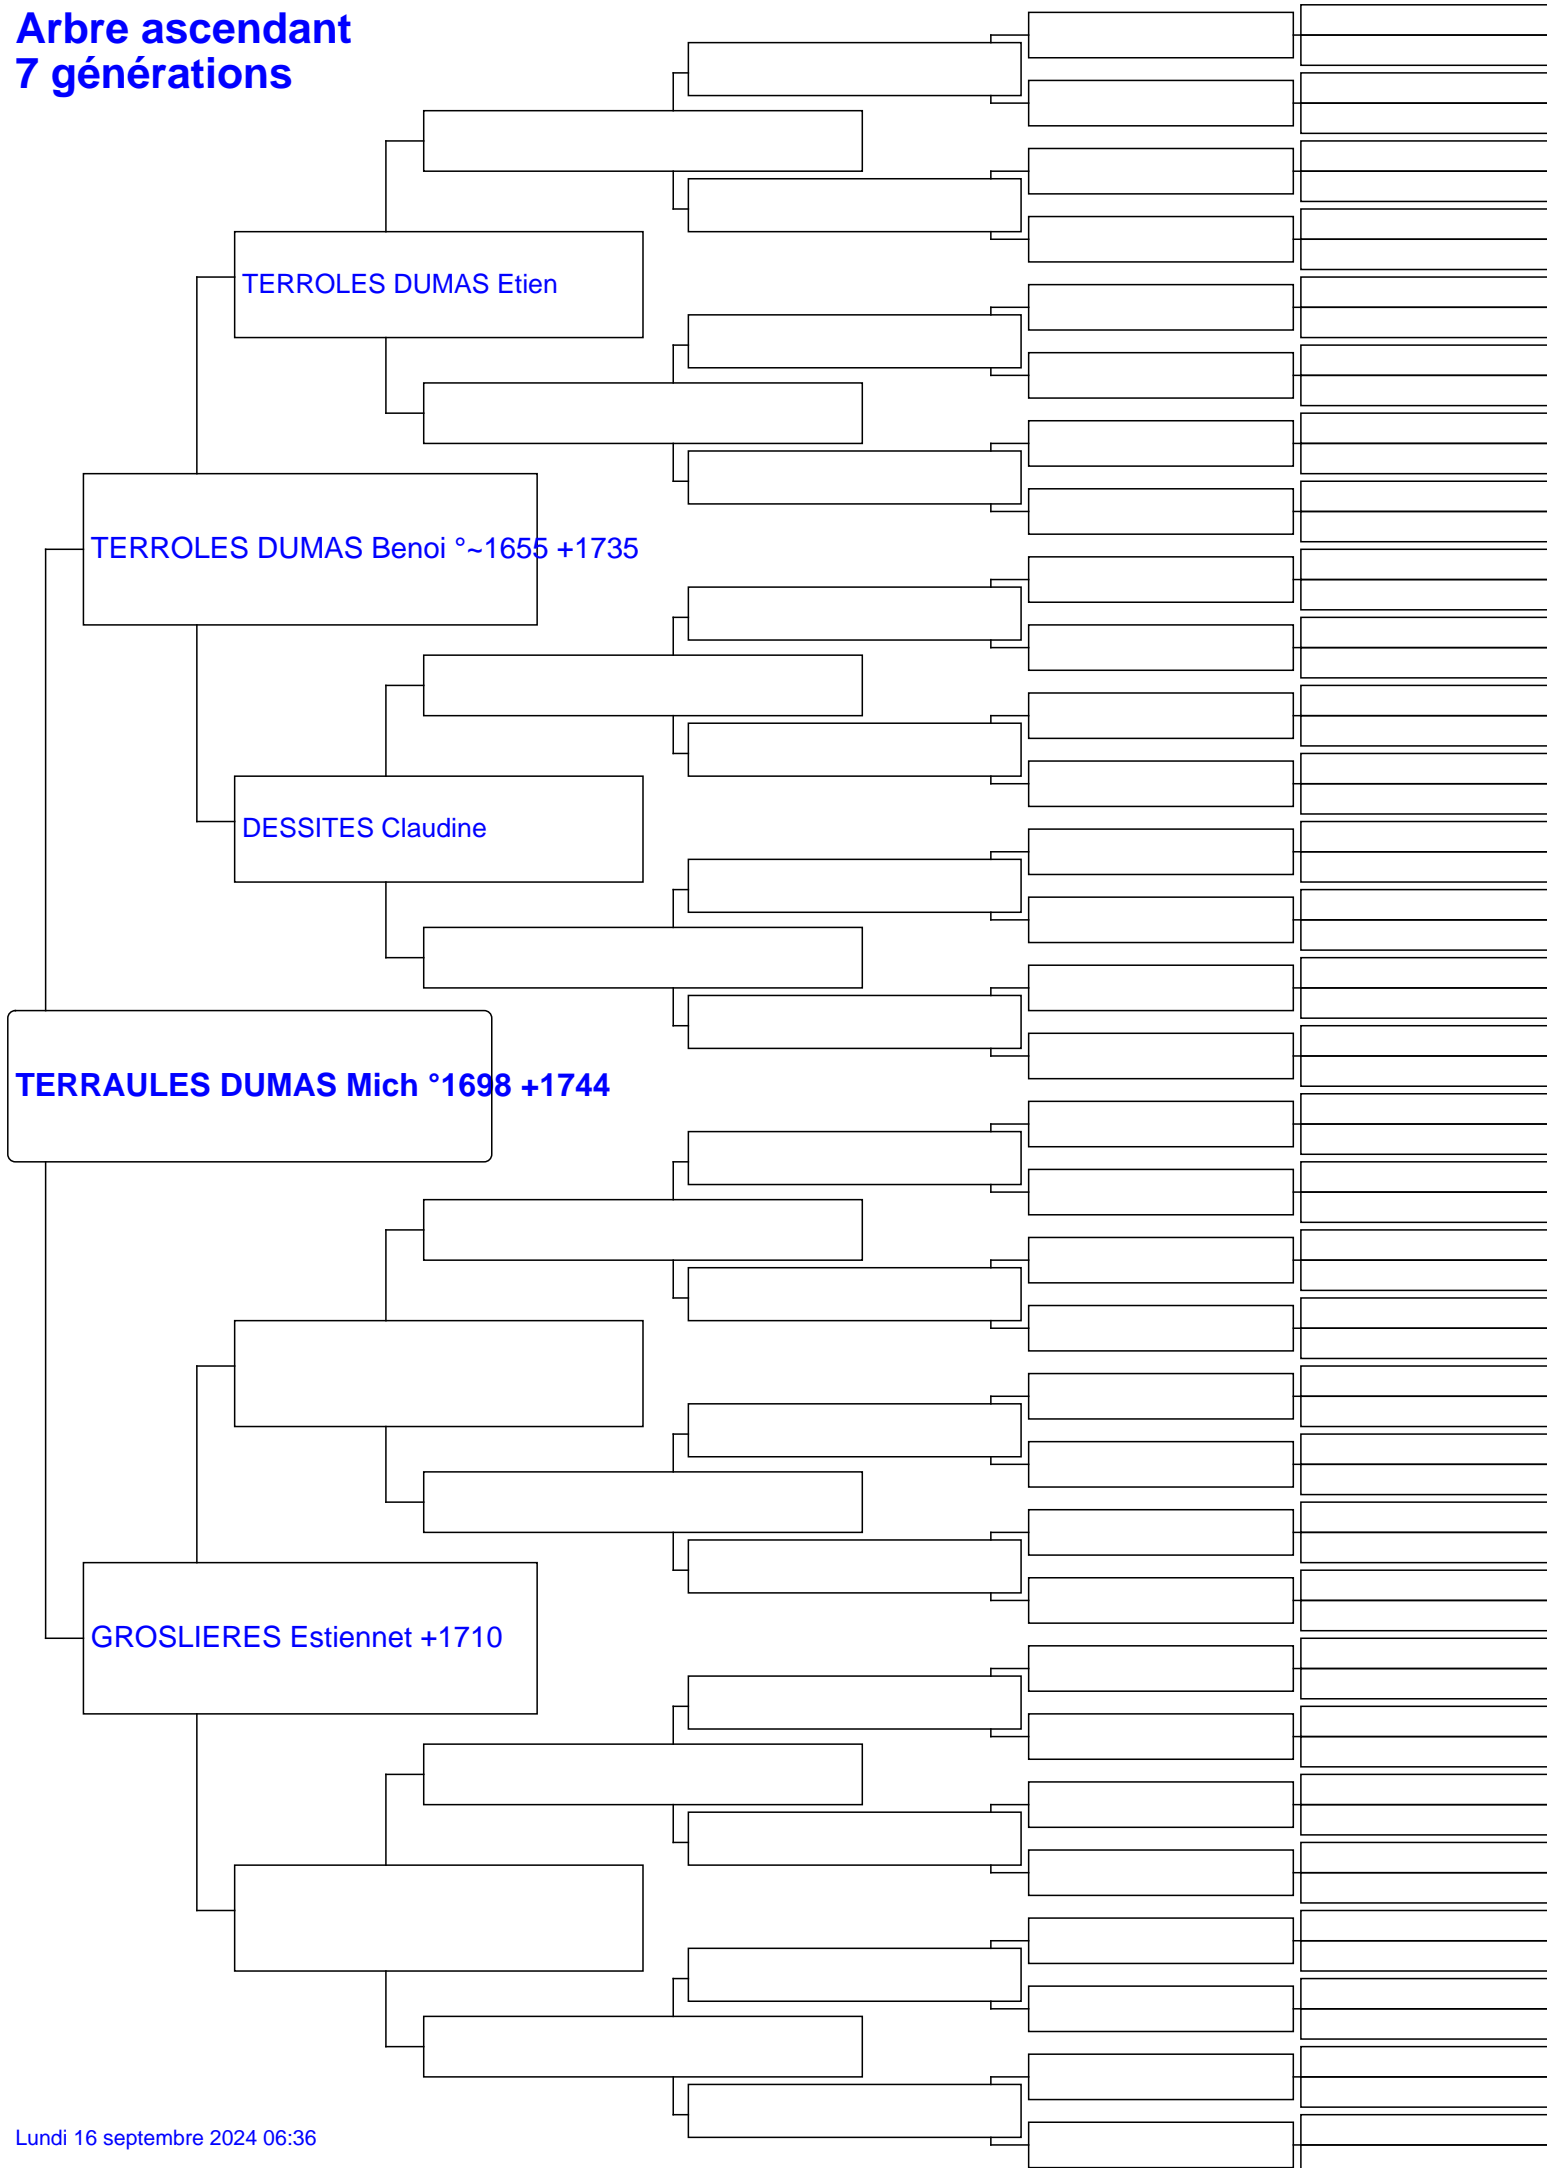 Arbre ascendant
7 générations
TERROLES DUMAS Etien
TERROLES DUMAS Benoi °~1655 +1735
DESSITES Claudine
TERRAULES DUMAS Mich °1698 +1744
GROSLIERES Estiennet +1710
Lundi 16 septembre 2024 06:36